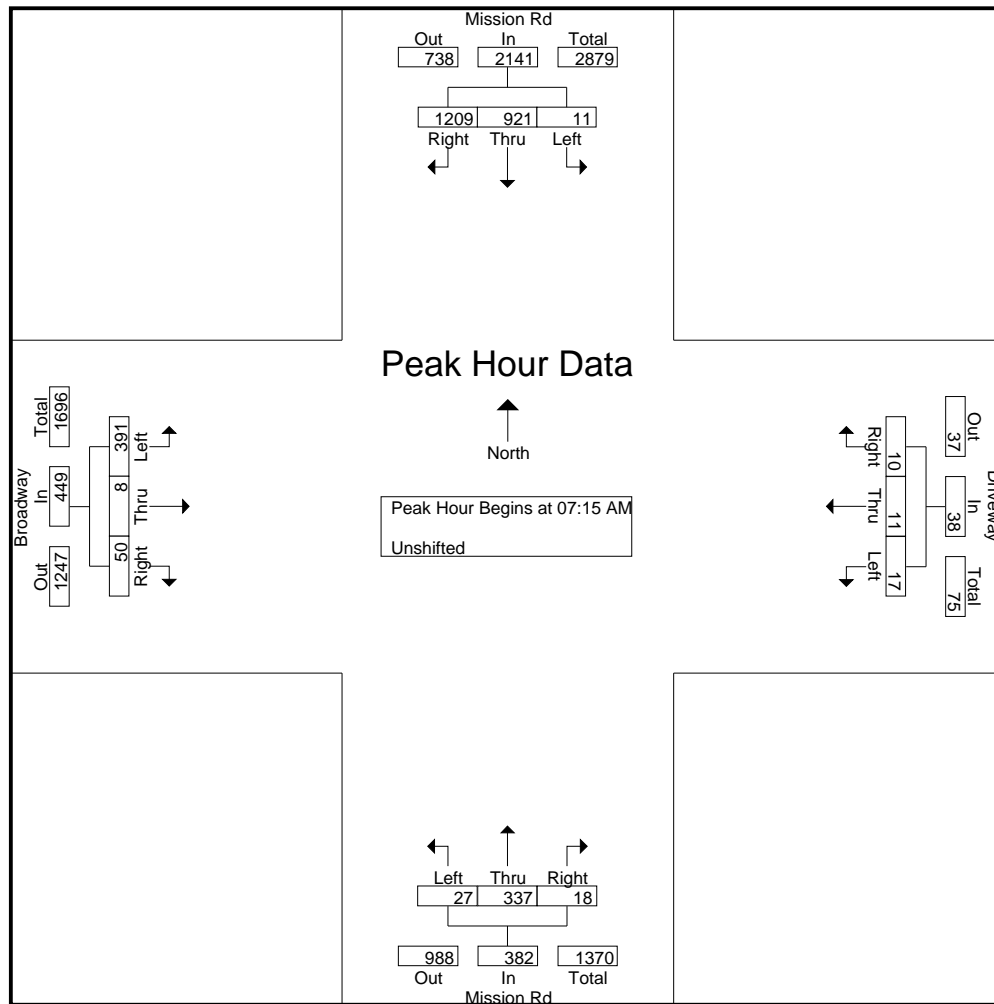 Mission Rd
Out In Total
738 2141 2879
1209 921 11
Right Thru Left
Peak Hour Data
North
Peak Hour Begins at 07:15 AM
Unshifted
Broadway
Out In Total
1247 449 1696
50 8 391
Right Thru Left
Driveway
Out In Total
37 38 75
10 11 17
Right Thru Left
Left Thru Right
27 337 18
988 382 1370
Out In Total
Mission Rd